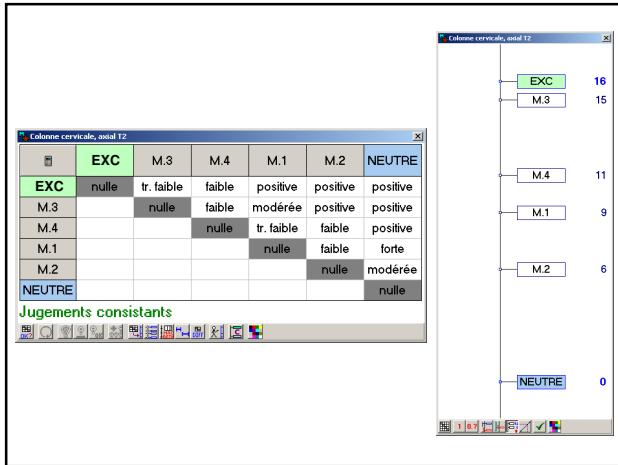 Colonne cervicale, axial T2
EXC M.3 M.4 M.1 M.2 NEUTRE
EXC nulle tr. faible faible positive positive positive
M.3 nulle faible modérée positive positive
M.4 nulle tr. faible faible positive
M.1 nulle faible forte
M.2 nulle modérée
NEUTRE nulle
Jugements consistants
Colonne cervicale, axial T2
EXC 16
M.3 15
M.4 11
M.1 9
M.2 6
NEUTRE 0
1 0.7